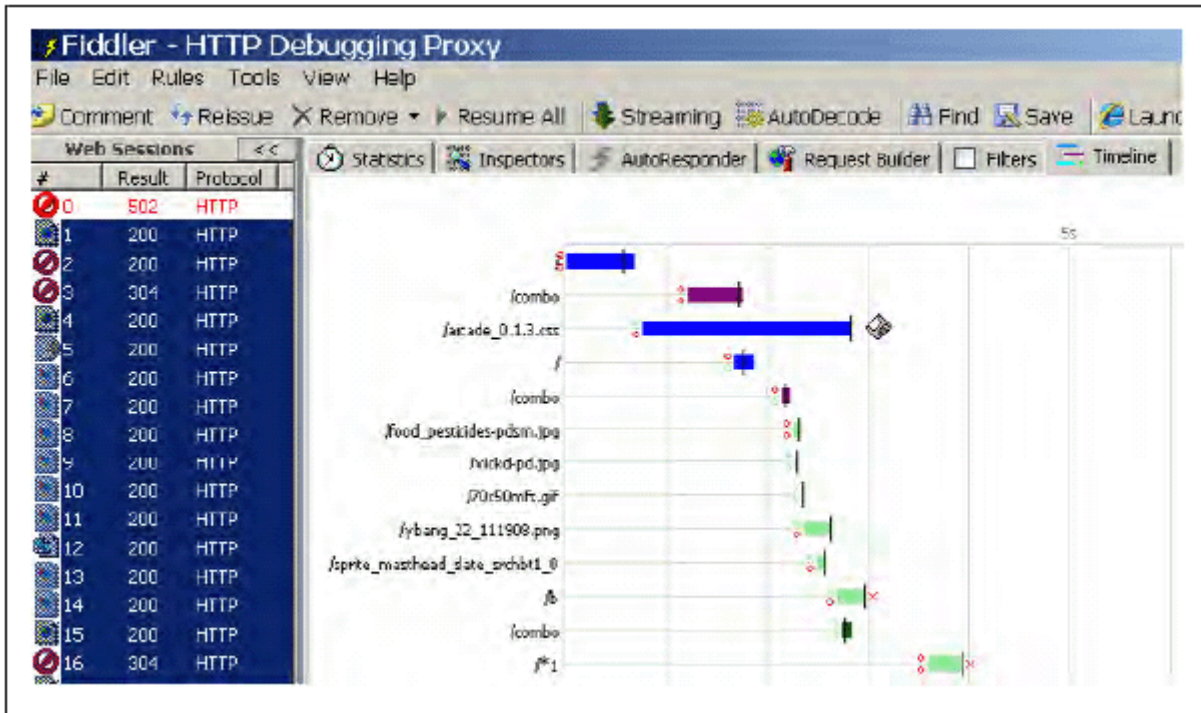 Fiddler - HTTP Debugging Proxy
File Edit Rules Tools View Help
Comment Reissue Remove Resume All Streaming AutoDecode Find Save Launc
Web Sessions <<
Statistics Inspectors AutoResponder Request Builder Filters Timeline
# Result Protocol
0 502 HTTP
1 200 HTTP
2 200 HTTP
3 304 HTTP
4 200 HTTP
5 200 HTTP
6 200 HTTP
7 200 HTTP
8 200 HTTP
9 200 HTTP
10 200 HTTP
11 200 HTTP
12 200 HTTP
13 200 HTTP
14 200 HTTP
15 200 HTTP
16 304 HTTP
5s
/combo
/arcade_0.1.3.css
/
/combo
/food_pesticides-pdsm.jpg
/70x50mft.gif
/ybang_22_111908.png
/sprite_masthead_date_srchbt1_0
/b
/combo
/*1